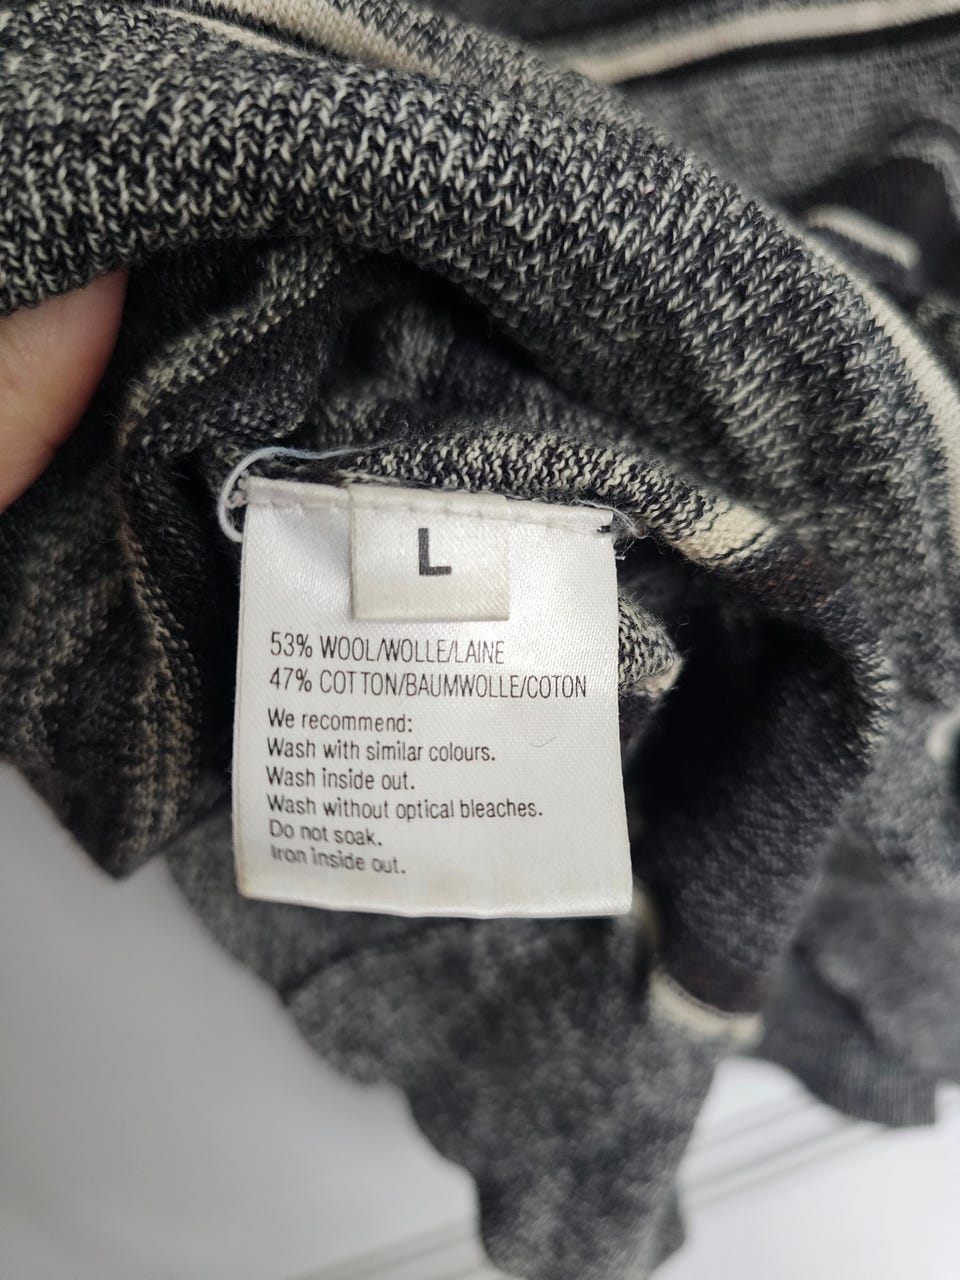 L
53% WOOL/WOLLE/LAINE
47% COTTON/BAUMWOLLE/COTON
We recommend:
Wash with similar colours.
Wash inside out.
Wash without optical bleaches.
Do not soak.
Iron inside out.